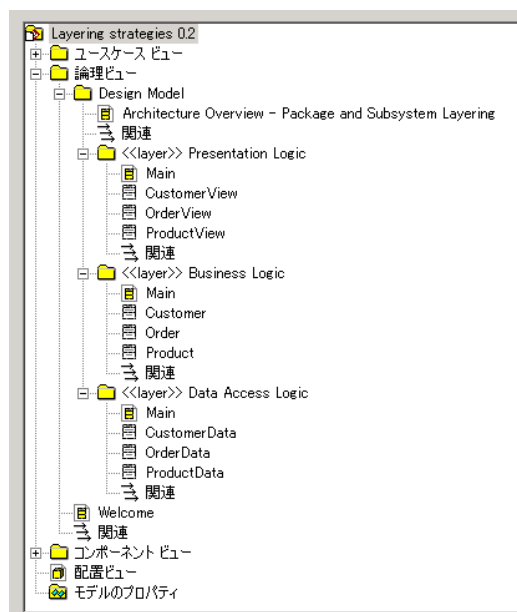 Layering strategies 0.2
ユースケース ビュー
論理ビュー
Design Model
Architecture Overview - Package and Subsystem Layering
関連
<<layer>> Presentation Logic
Main
CustomerView
OrderView
ProductView
関連
<<layer>> Business Logic
Main
Customer
Order
Product
関連
<<layer>> Data Access Logic
Main
CustomerData
OrderData
ProductData
関連
Welcome
関連
コンポーネント ビュー
配置ビュー
モデルのプロパティ